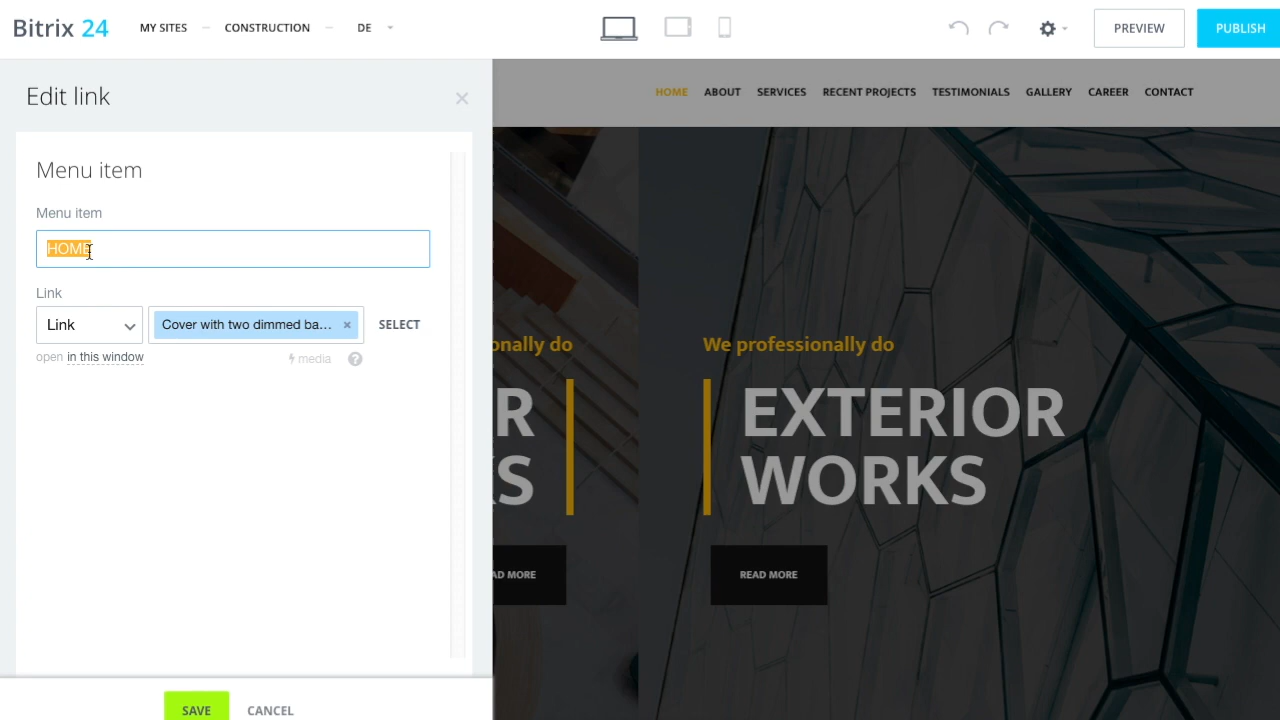 Bitrix 24 MY SITES CONSTRUCTION DE PREVIEW PUBLISH
Edit link
HOME ABOUT SERVICES RECENT PROJECTS TESTIMONIALS GALLERY CAREER CONTACT
Menu item
Menu item
HOME
Link
Link Cover with two dimmed ba... × SELECT
open in this window media ?
onally do
R
KS
AD MORE
We professionally do
EXTERIOR
WORKS
READ MORE
SAVE CANCEL